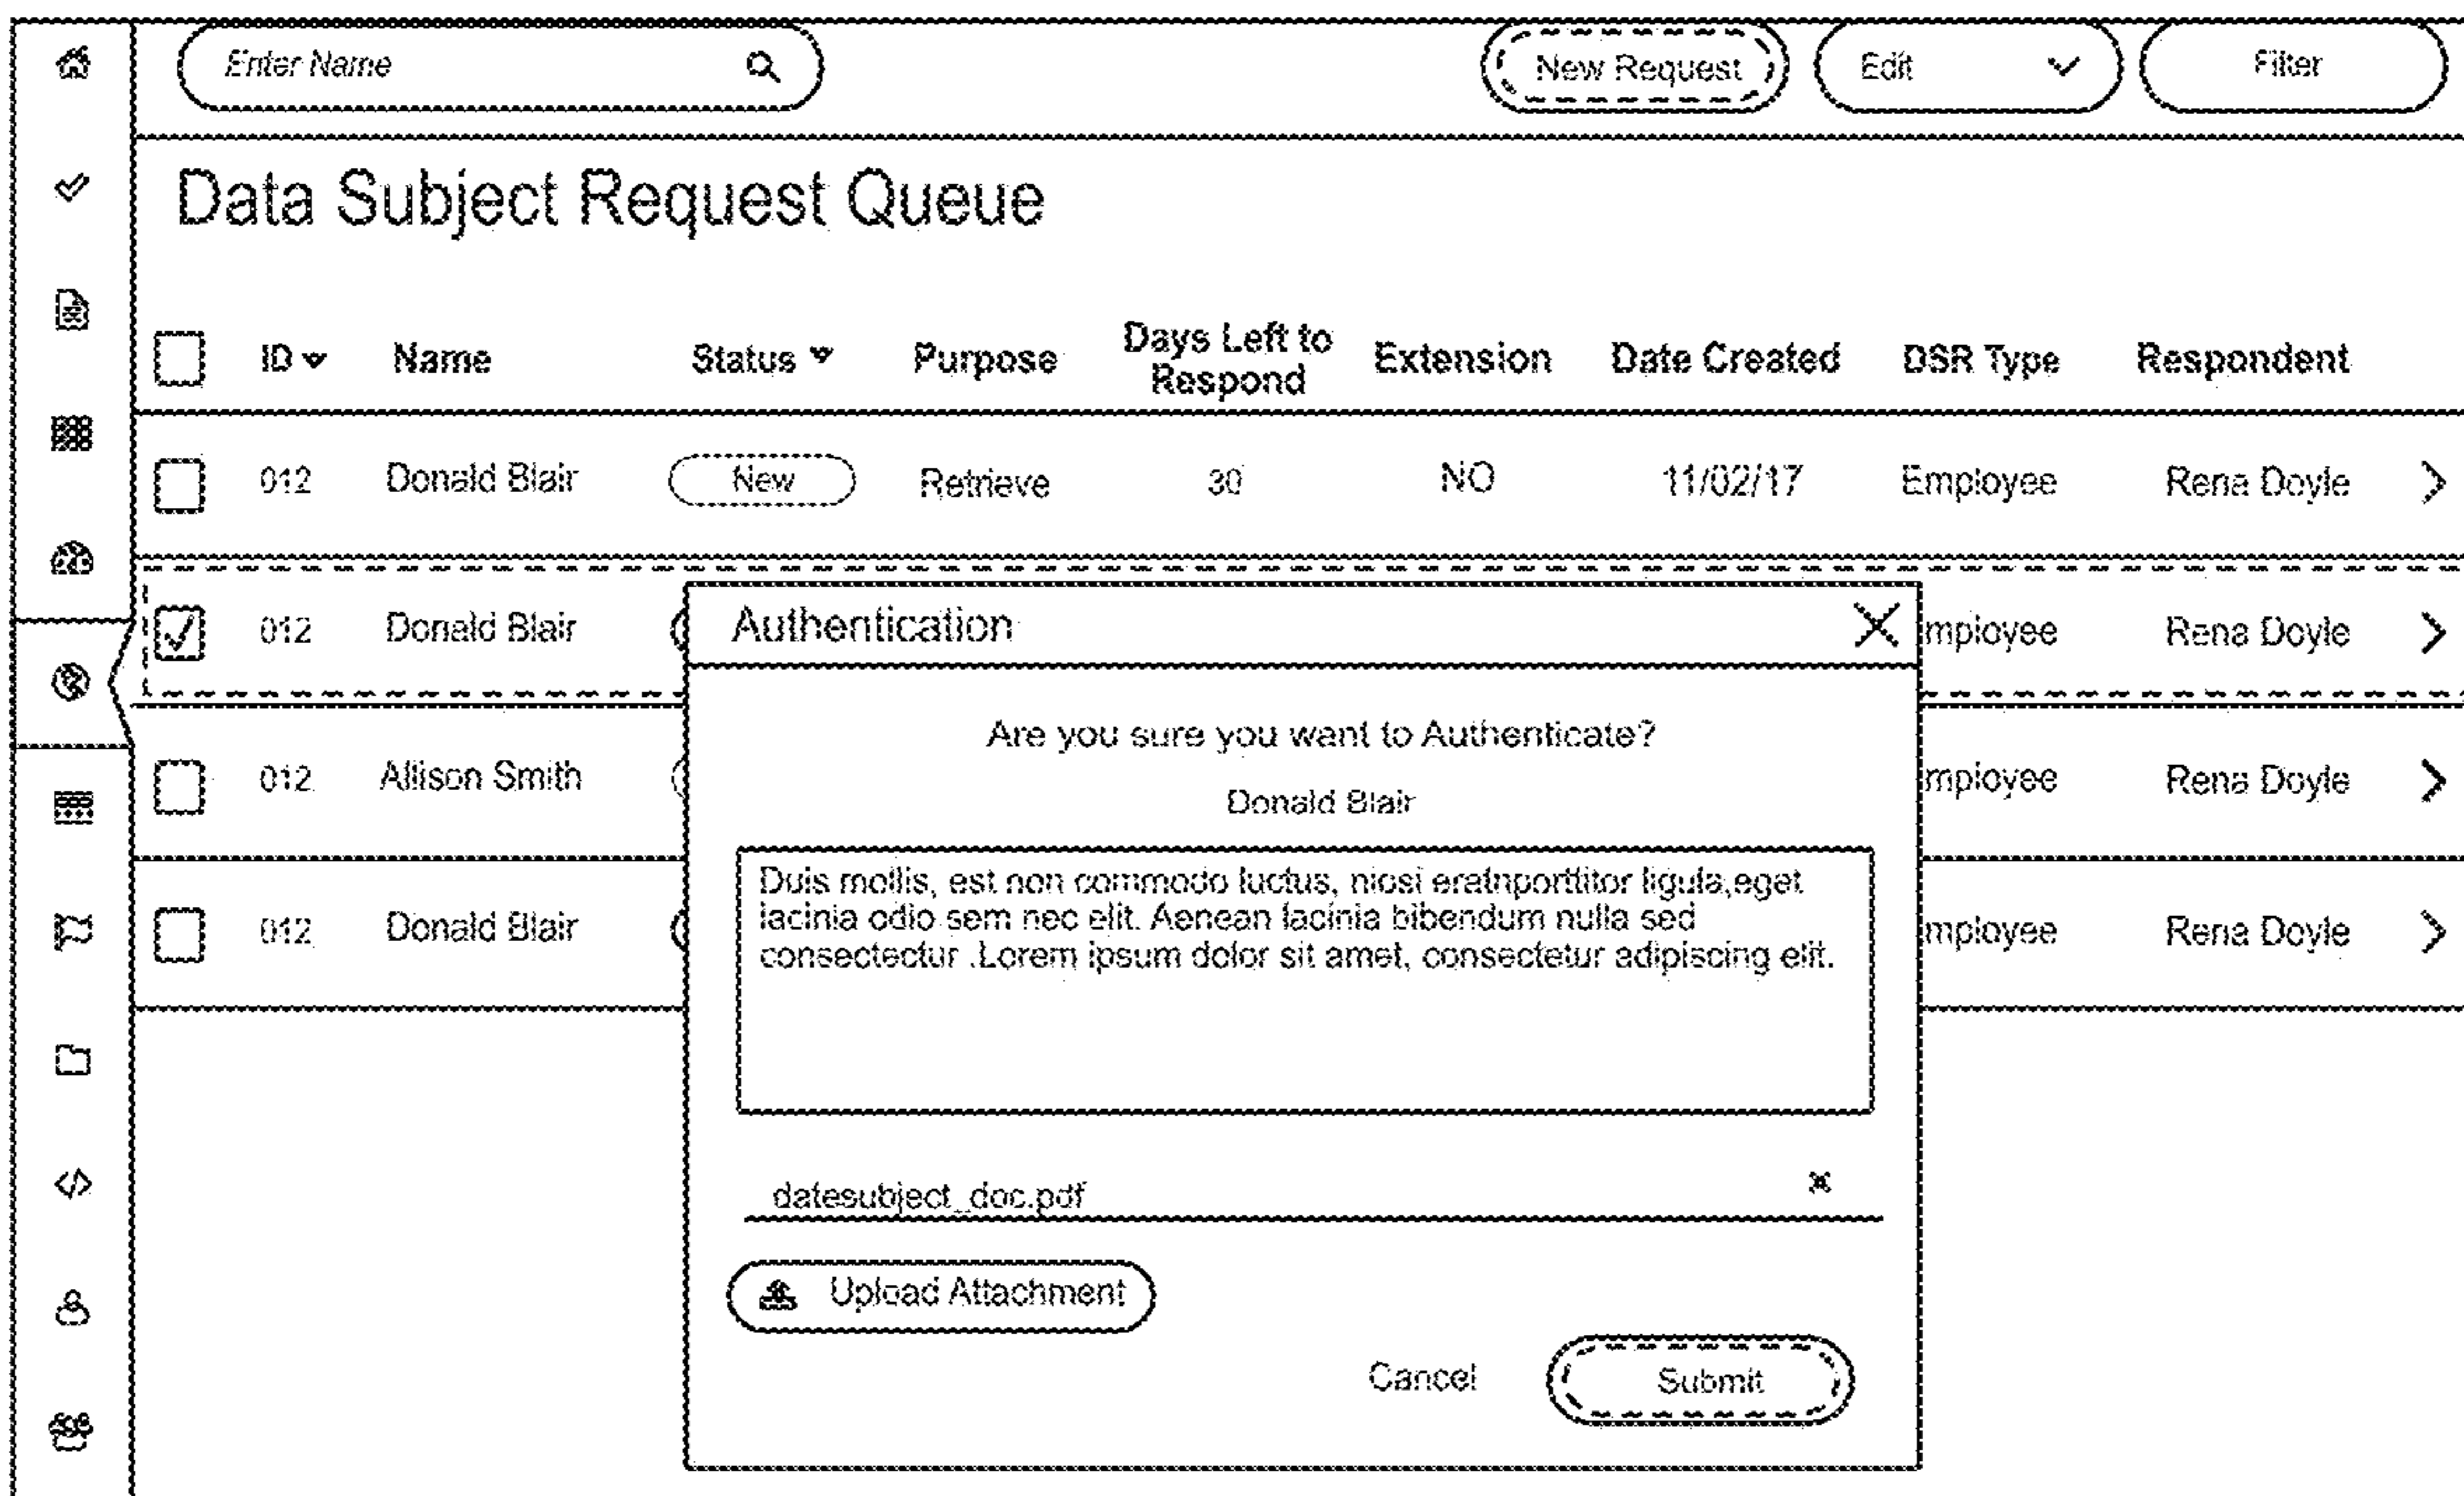 Enter Name
New Request
Edit
Filter
Data Subject Request Queue
ID Name Status Purpose Days Left to Respond Extension Date Created DSR Type Respondent
012 Donald Blair New Retrieve 30 NO 11/02/17 Employee Rena Doyle
012 Donald Blair mployee Rena Doyle
012 Allison Smith mployee Rena Doyle
012 Donald Blair mployee Rena Doyle
Authentication
Are you sure you want to Authenticate?
Donald Blair
Duis mollis, est non commodo luctus, niosi eratnporttitor ligula,eget
lacinia odio sem nec elit. Aenean lacinia bibendum nulla sed
consectectur .Lorem ipsum dolor sit amet, consectetur adipiscing elit.
datesubject_doc.pdf
Upload Attachment
Cancel
Submit